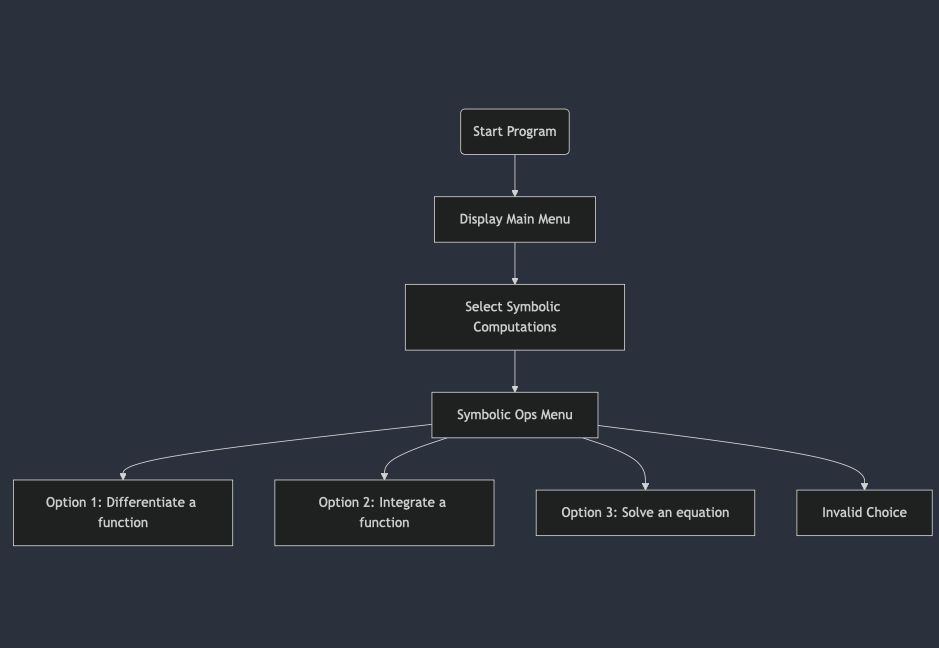 Start Program
Display Main Menu
Select Symbolic
Computations
Symbolic Ops Menu
Option 1: Differentiate a
function
Option 2: Integrate a
function
Option 3: Solve an equation
Invalid Choice